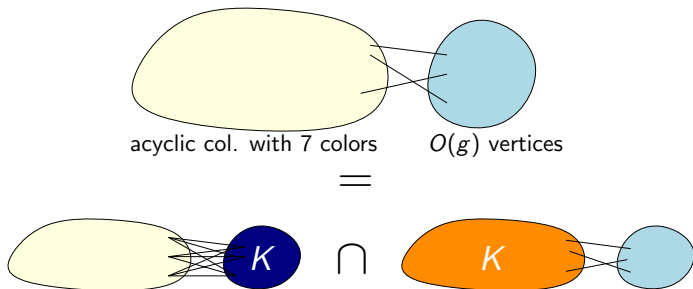 acyclic col. with 7 colors O(g) vertices
=
K ∩ K